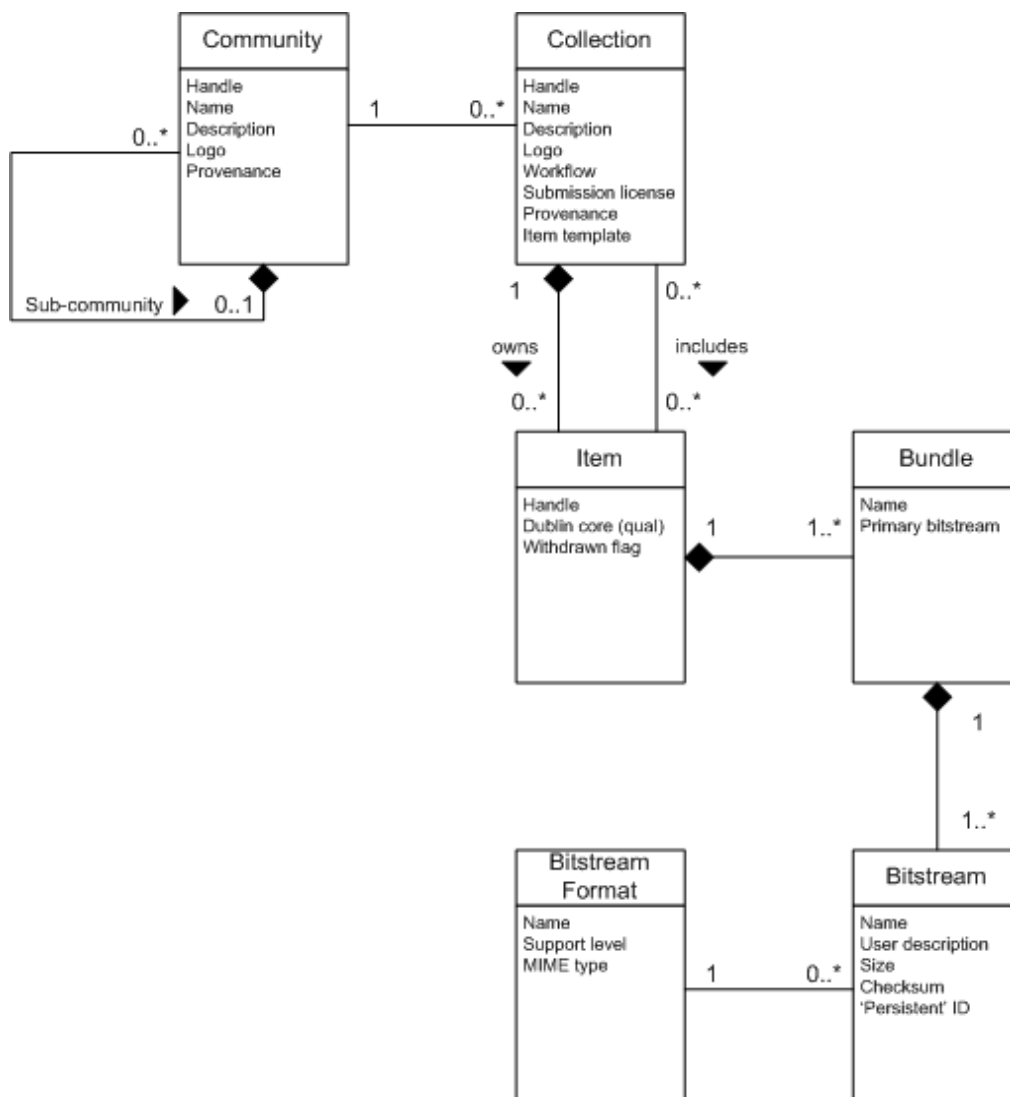 Community
Handle
Name
Description
Logo
Provenance
Collection
Handle
Name
Description
Logo
Workflow
Submission license
Provenance
Item template
1
0..*
0..*
Sub-community
0..1
1
0..*
owns
includes
0..*
0..*
Item
Handle
Dublin core (qual)
Withdrawn flag
Bundle
Name
Primary bitstream
1
1..*
1
1..*
Bitstream
Format
Name
Support level
MIME type
Bitstream
Name
User description
Size
Checksum
‘Persistent’ ID
1
0..*